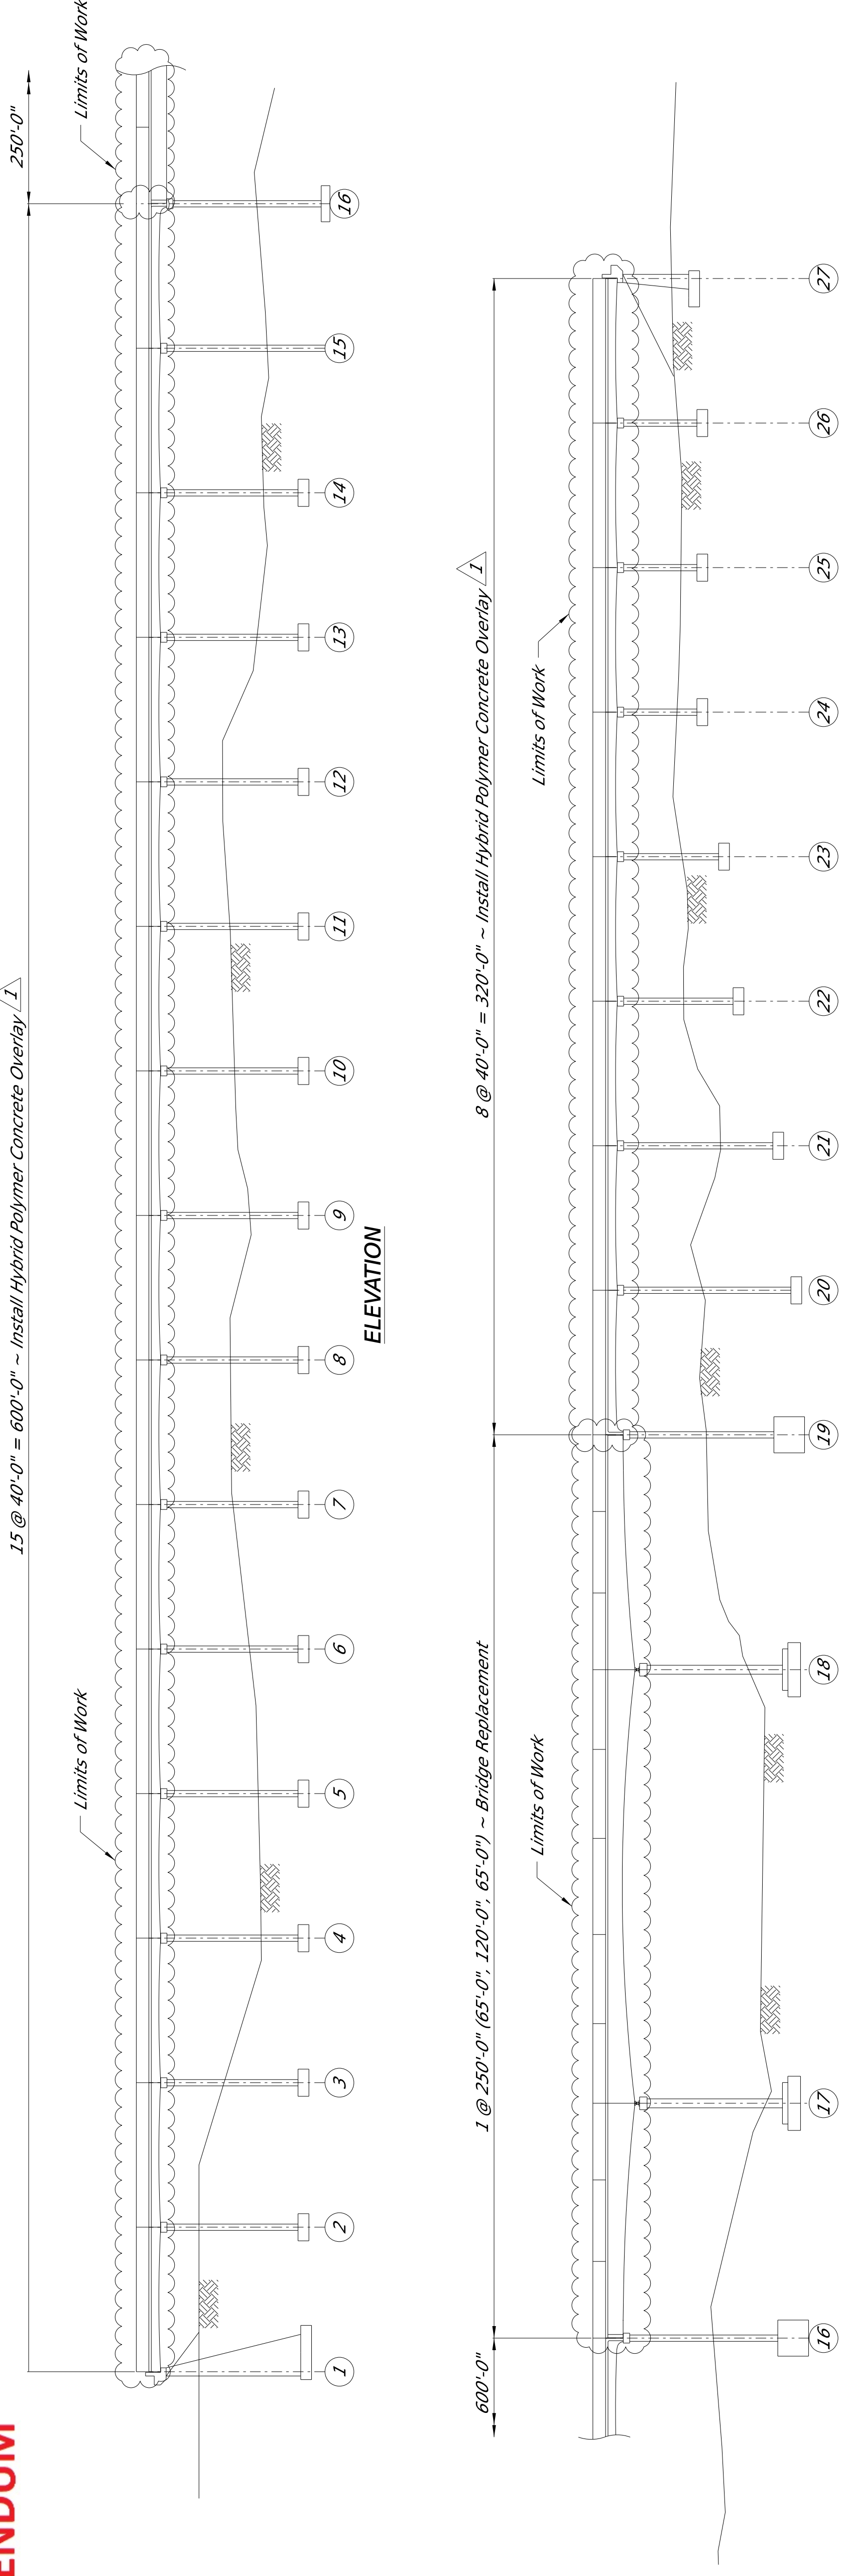 15 @ 40'-0" = 600'-0" ~ Install Hybrid Polymer Concrete Overlay 1
250'-0"
Limits of Work
Limits of Work
1 2 3 4 5 6 7 8 9 10 11 12 13 14 15 16
ELEVATION
600'-0"
1 @ 250'-0" (65'-0", 120'-0", 65'-0") ~ Bridge Replacement
8 @ 40'-0" = 320'-0" ~ Install Hybrid Polymer Concrete Overlay 1
Limits of Work
Limits of Work
16 17 18 19 20 21 22 23 24 25 26 27
ENDUM